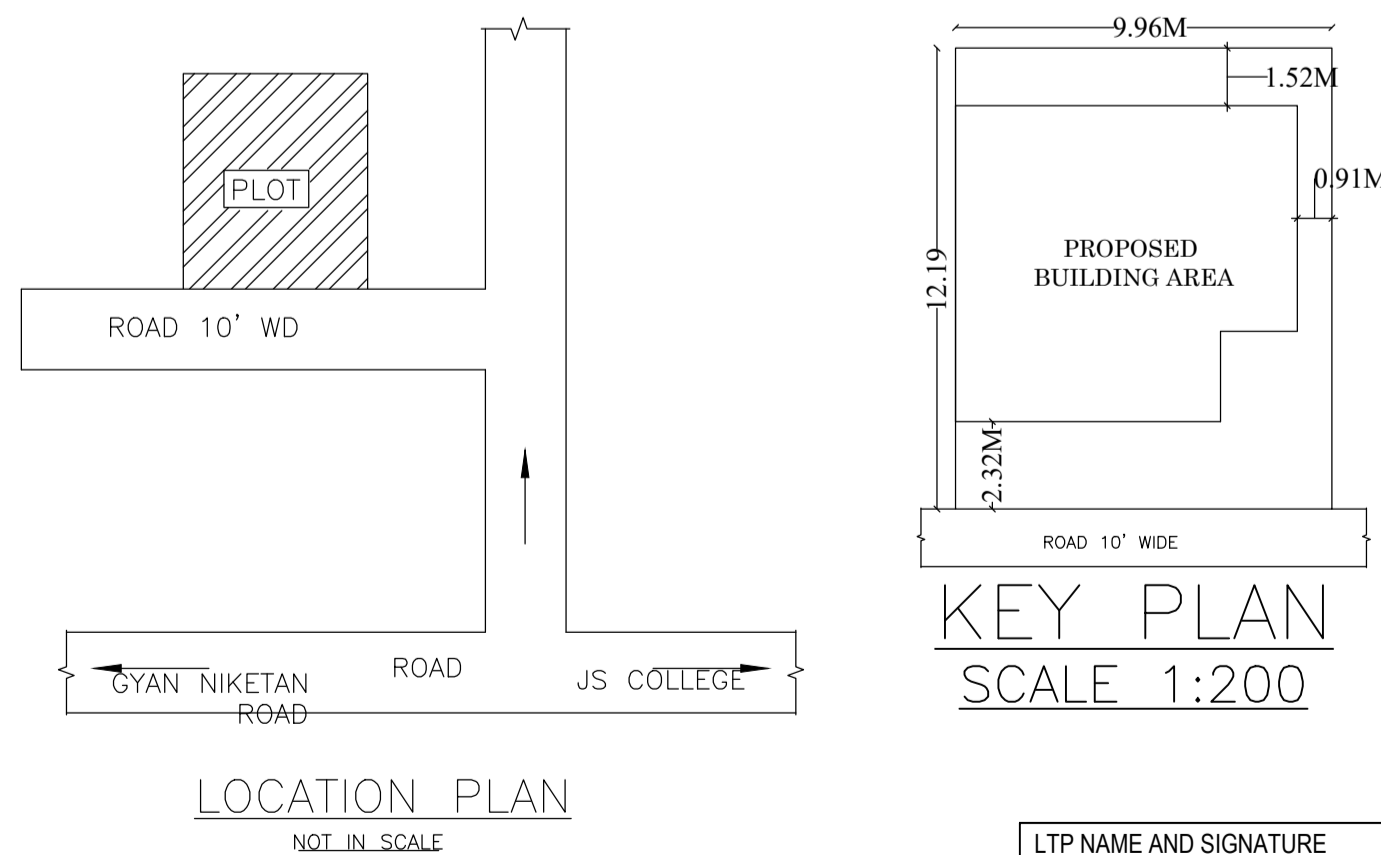 PLOT
ROAD 10' WD
ROAD
GYAN NIKETAN
ROAD
JS COLLEGE
LOCATION PLAN
NOT IN SCALE
9.96M
1.52M
0.91M
12.19
PROPOSED
BUILDING AREA
2.32M
ROAD 10' WIDE
KEY PLAN
SCALE 1:200
LTP NAME AND SIGNATURE